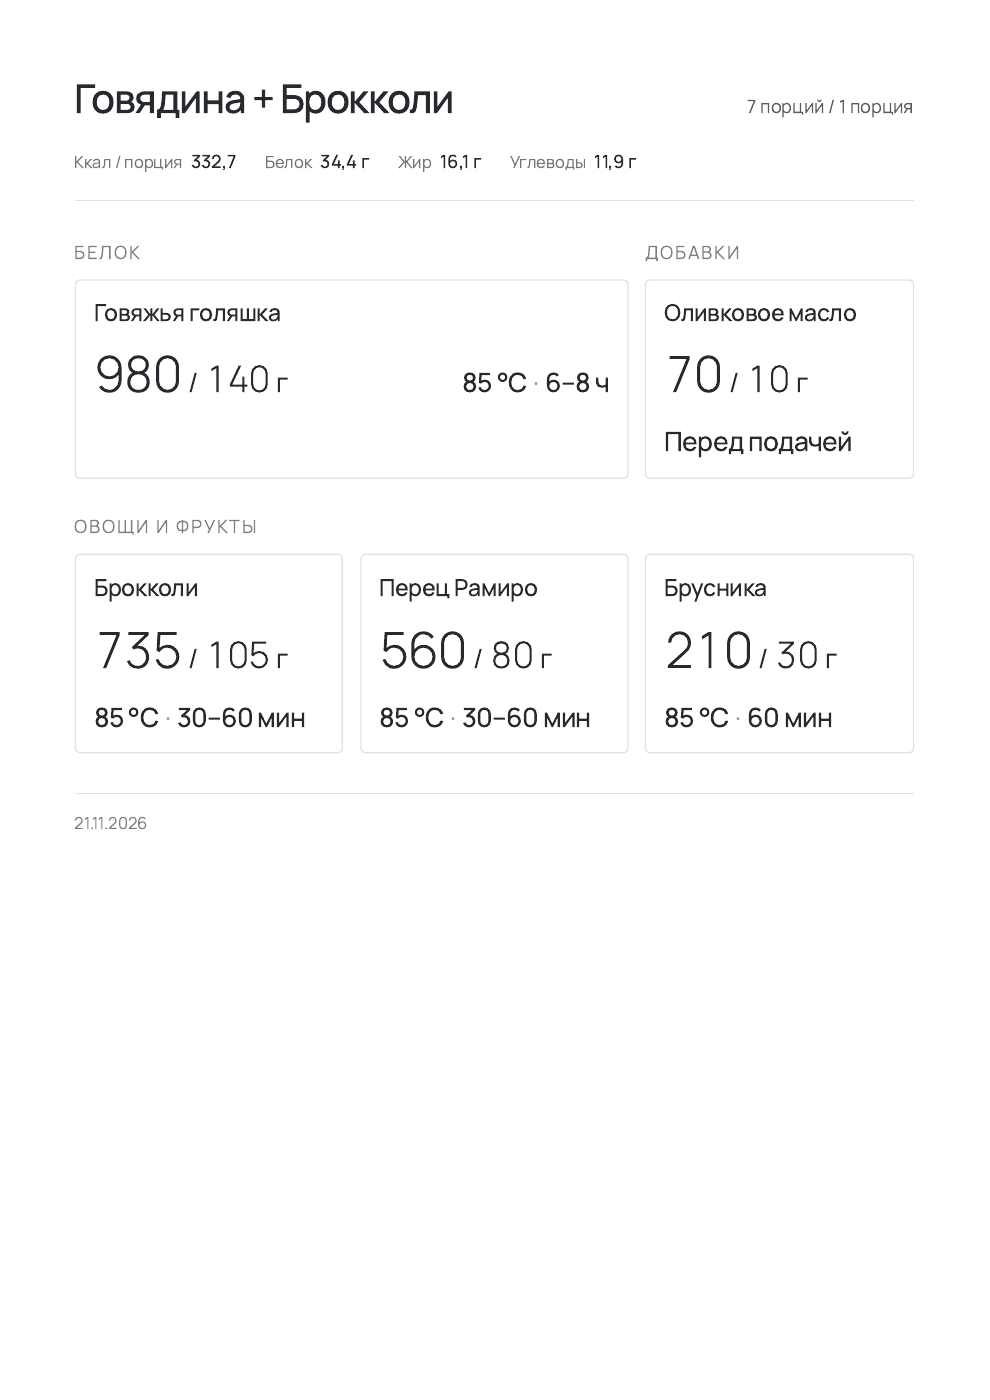 Говядина + Брокколи
7 порций / 1 порция
Ккал / порция 332,7 Белок 34,4 г Жир 16,1 г Углеводы 11,9 г
БЕЛОК
Говяжья голяшка
980 / 140 г 85 °C · 6–8 ч
ДОБАВКИ
Оливковое масло
70 / 10 г
Перед подачей
ОВОЩИ И ФРУКТЫ
Брокколи
735 / 105 г
85 °C · 30–60 мин
Перец Рамиро
560 / 80 г
85 °C · 30–60 мин
Брусника
210 / 30 г
85 °C · 60 мин
21.11.2026